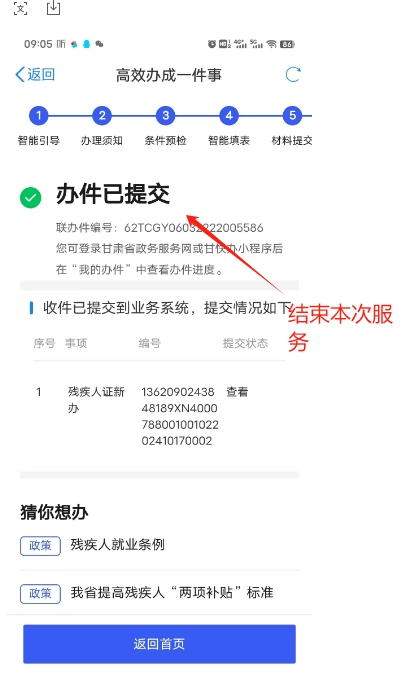 09:05
86
返回
高效办成一件事
1 2 3 4 5
智能引导 办理须知 条件预检 智能填表 材料提交
办件已提交
联办件编号：62TCGY06032222005586
您可登录甘肃省政务服务网或甘快办小程序后
在“我的办件”中查看办件进度。
收件已提交到业务系统，提交情况如下
结束本次服
务
序号 事项 编号 提交状态
1 残疾人证新 13620902438 查看
办 48189XN4000
788001001022
02410170002
猜你想办
政策 残疾人就业条例
政策 我省提高残疾人“两项补贴”标准
返回首页